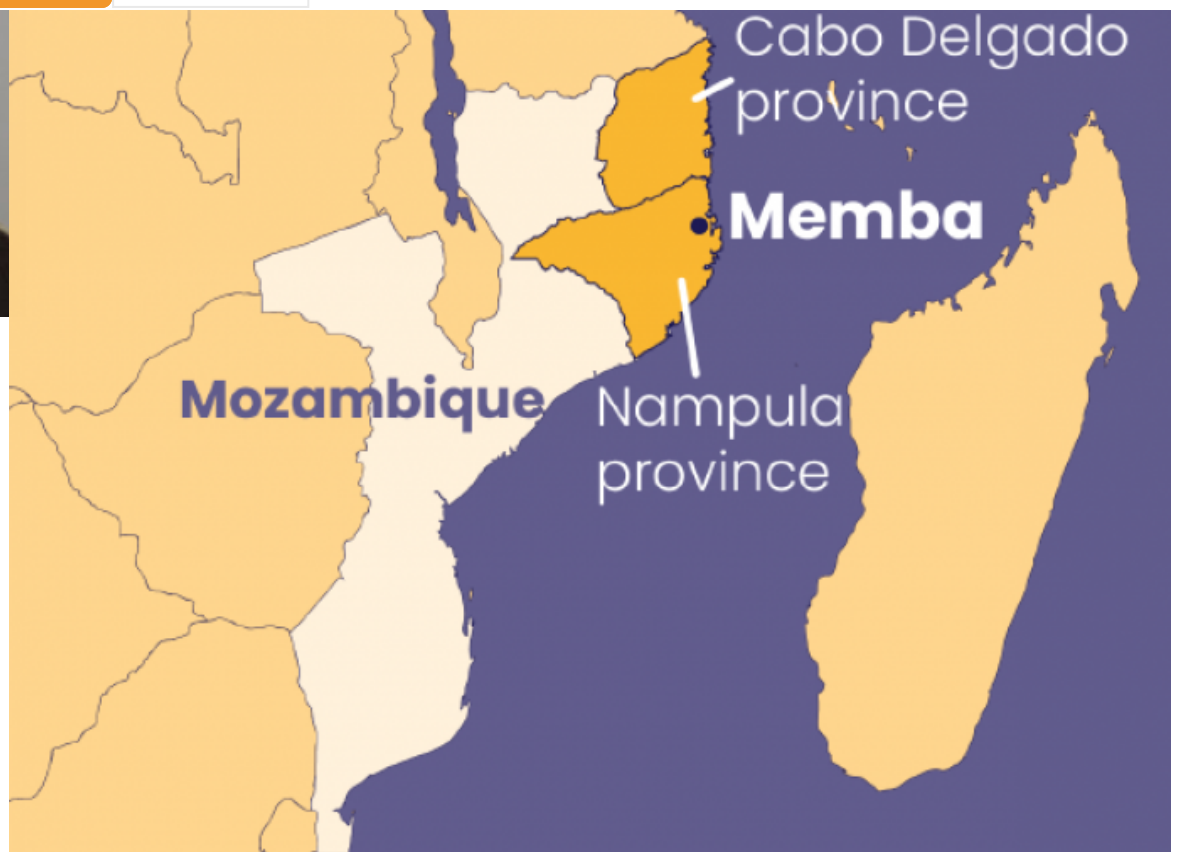 Cabo Delgado
province
Memba
Mozambique
Nampula
province